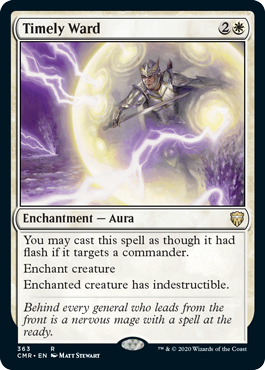 Timely Ward
2
Enchantment — Aura
You may cast this spell as though it had
flash if it targets a commander.
Enchant creature
Enchanted creature has indestructible.
Behind every general who leads from the
front is a nervous mage with a spell at the
ready.
363 R
CMR • EN MATT STEWART
™ & © 2020 Wizards of the Coast